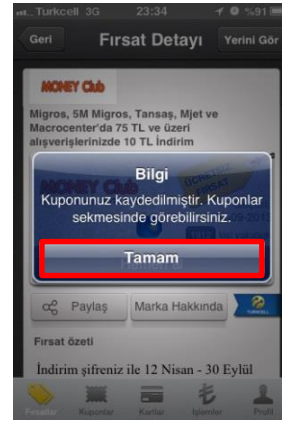 Turkcell 3G 23:34 %91
Geri Fırsat Detayı Yerini Gör
MONEY Club
Migros, 5M Migros, Tansaş, Mjet ve
Macrocenter'da 75 TL ve üzeri
alışverişlerinizde 10 TL İndirim
Bilgi
Kuponunuz kaydedilmiştir. Kuponlar
sekmesinde görebilirsiniz.
Tamam
Paylaş Marka Hakkında
TURKCELL
Fırsat özeti
İndirim şifreniz ile 12 Nisan - 30 Eylül
Fırsatlar Kuponlar Kartlar İşlemler Profil